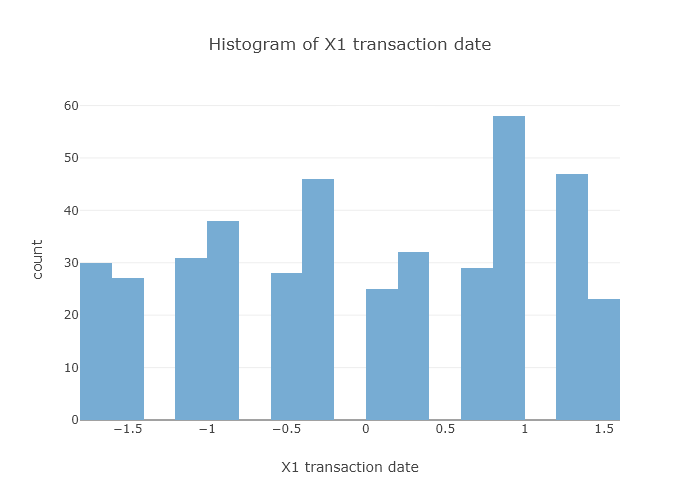 Histogram of X1 transaction date
60
50
40
30
20
10
0
count
−1.5 −1 −0.5 0 0.5 1 1.5
X1 transaction date